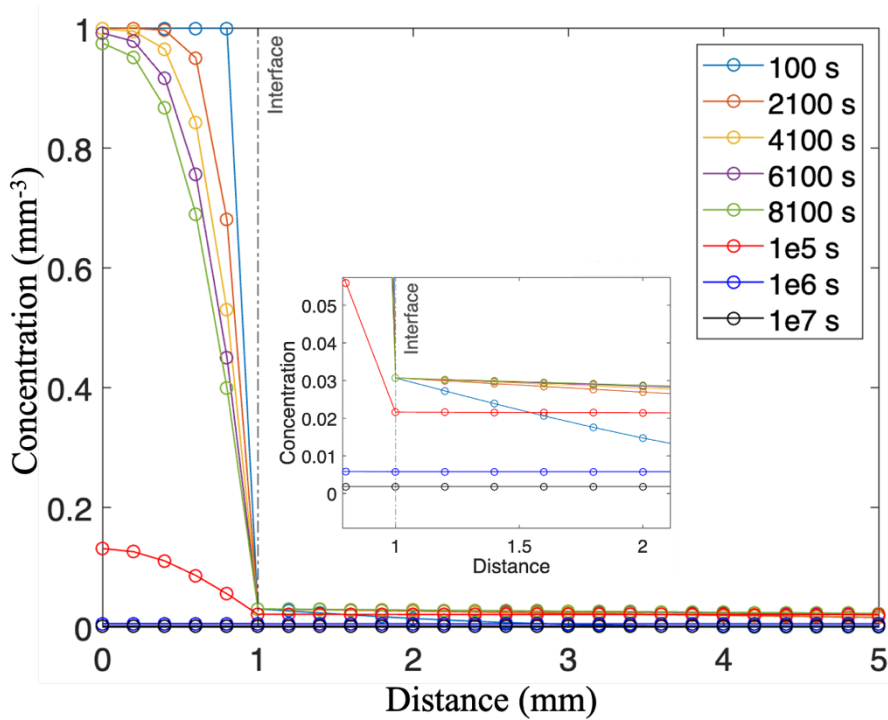 1
0.8
0.6
0.4
0.2
0
Concentration (mm⁻³)
Interface
100 s
2100 s
4100 s
6100 s
8100 s
1e5 s
1e6 s
1e7 s
0.05
0.04
0.03
0.02
0.01
0
Concentration
Interface
1
1.5
2
Distance
0
1
2
3
4
5
Distance (mm)